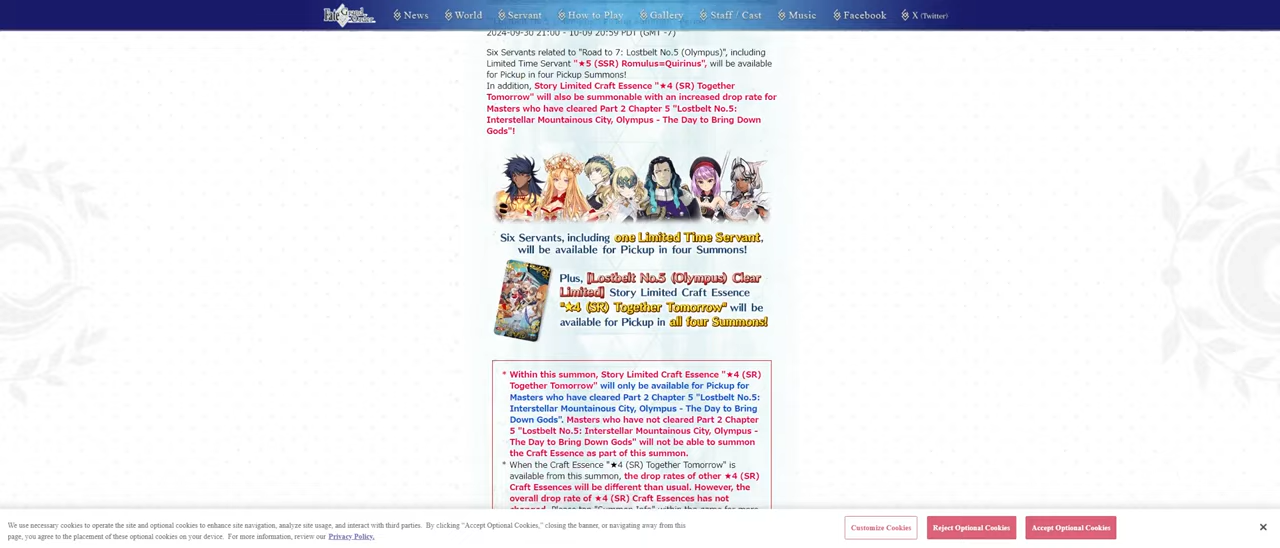 Fate Grand Order
News
World
Servant
How to Play
Gallery
Staff / Cast
Music
Facebook
X (Twitter)
2024-09-30 21:00 - 10-09 20:59 PDT (GMT -7)
Six Servants related to "Road to 7: Lostbelt No.5 (Olympus)", including
Limited Time Servant "★5 (SSR) Romulus=Quirinus", will be available
for Pickup in four Pickup Summons!
In addition, Story Limited Craft Essence "★4 (SR) Together
Tomorrow" will also be summonable with an increased drop rate for
Masters who have cleared Part 2 Chapter 5 "Lostbelt No.5:
Interstellar Mountainous City, Olympus - The Day to Bring Down
Gods"!
Six Servants, including one Limited Time Servant,
will be available for Pickup in four Summons!
Plus, [Lostbelt No.5 (Olympus) Clear
Limited] Story Limited Craft Essence
"★4 (SR) Together Tomorrow" will be
available for Pickup in all four Summons!
* Within this summon, Story Limited Craft Essence "★4 (SR)
Together Tomorrow" will only be available for Pickup for
Masters who have cleared Part 2 Chapter 5 "Lostbelt No.5:
Interstellar Mountainous City, Olympus - The Day to Bring
Down Gods". Masters who have not cleared Part 2 Chapter
5 "Lostbelt No.5: Interstellar Mountainous City, Olympus -
The Day to Bring Down Gods" will not be able to summon
the Craft Essence as part of this summon.
* When the Craft Essence "★4 (SR) Together Tomorrow" is
available from this summon, the drop rates of other ★4 (SR)
Craft Essences will be different than usual. However, the
overall drop rate of ★4 (SR) Craft Essences has not
changed. Please tap "Summon Info" within the game for more
We use necessary cookies to operate the site and optional cookies to enhance site navigation, analyze site usage, and interact with third parties. By clicking “Accept Optional Cookies,” closing the banner, or navigating away from this
page, you agree to the placement of these optional cookies on your device. For more information, review our Privacy Policy.
Customize Cookies
Reject Optional Cookies
Accept Optional Cookies